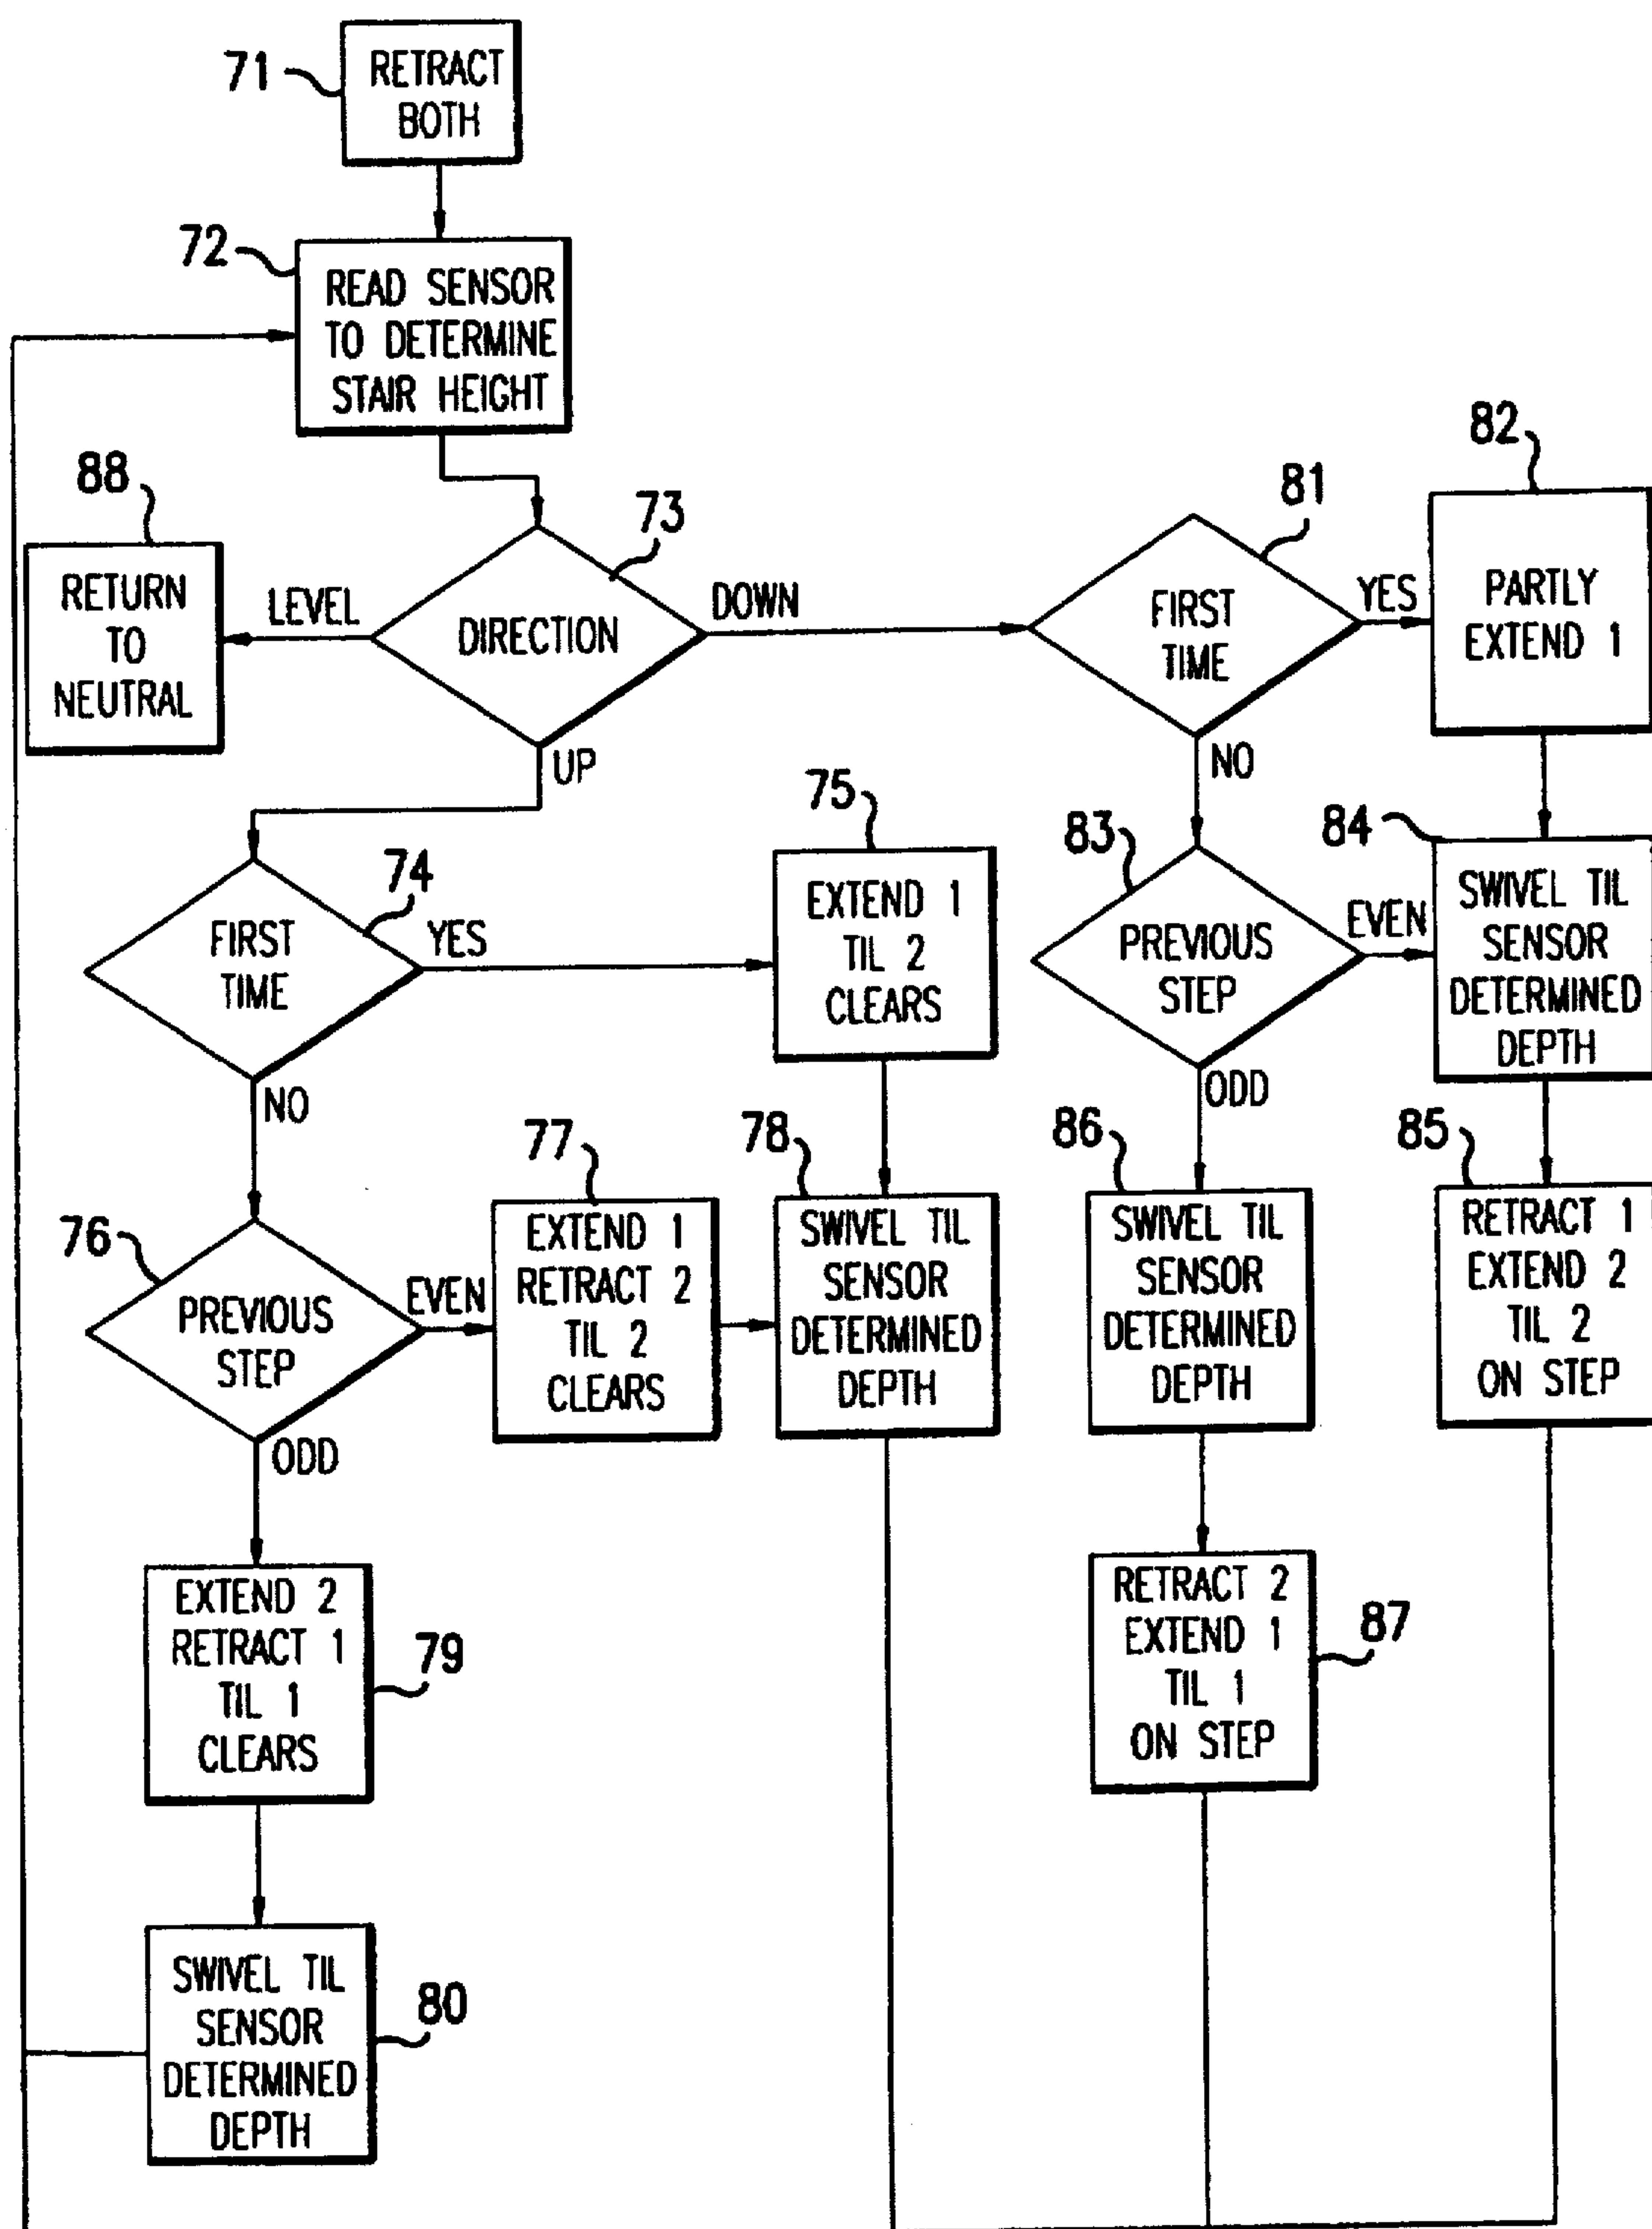 71
RETRACT
BOTH
72
READ SENSOR
TO DETERMINE
STAIR HEIGHT
88
RETURN
TO
NEUTRAL
LEVEL
73
DIRECTION
DOWN
UP
81
FIRST
TIME
YES
NO
82
PARTLY
EXTEND 1
74
FIRST
TIME
YES
NO
75
EXTEND 1
TIL 2
CLEARS
83
PREVIOUS
STEP
EVEN
ODD
84
SWIVEL TIL
SENSOR
DETERMINED
DEPTH
76
PREVIOUS
STEP
EVEN
ODD
77
EXTEND 1
RETRACT 2
TIL 2
CLEARS
78
SWIVEL TIL
SENSOR
DETERMINED
DEPTH
86
SWIVEL TIL
SENSOR
DETERMINED
DEPTH
85
RETRACT 1
EXTEND 2
TIL 2
ON STEP
79
EXTEND 2
RETRACT 1
TIL 1
CLEARS
87
RETRACT 2
EXTEND 1
TIL 1
ON STEP
80
SWIVEL TIL
SENSOR
DETERMINED
DEPTH